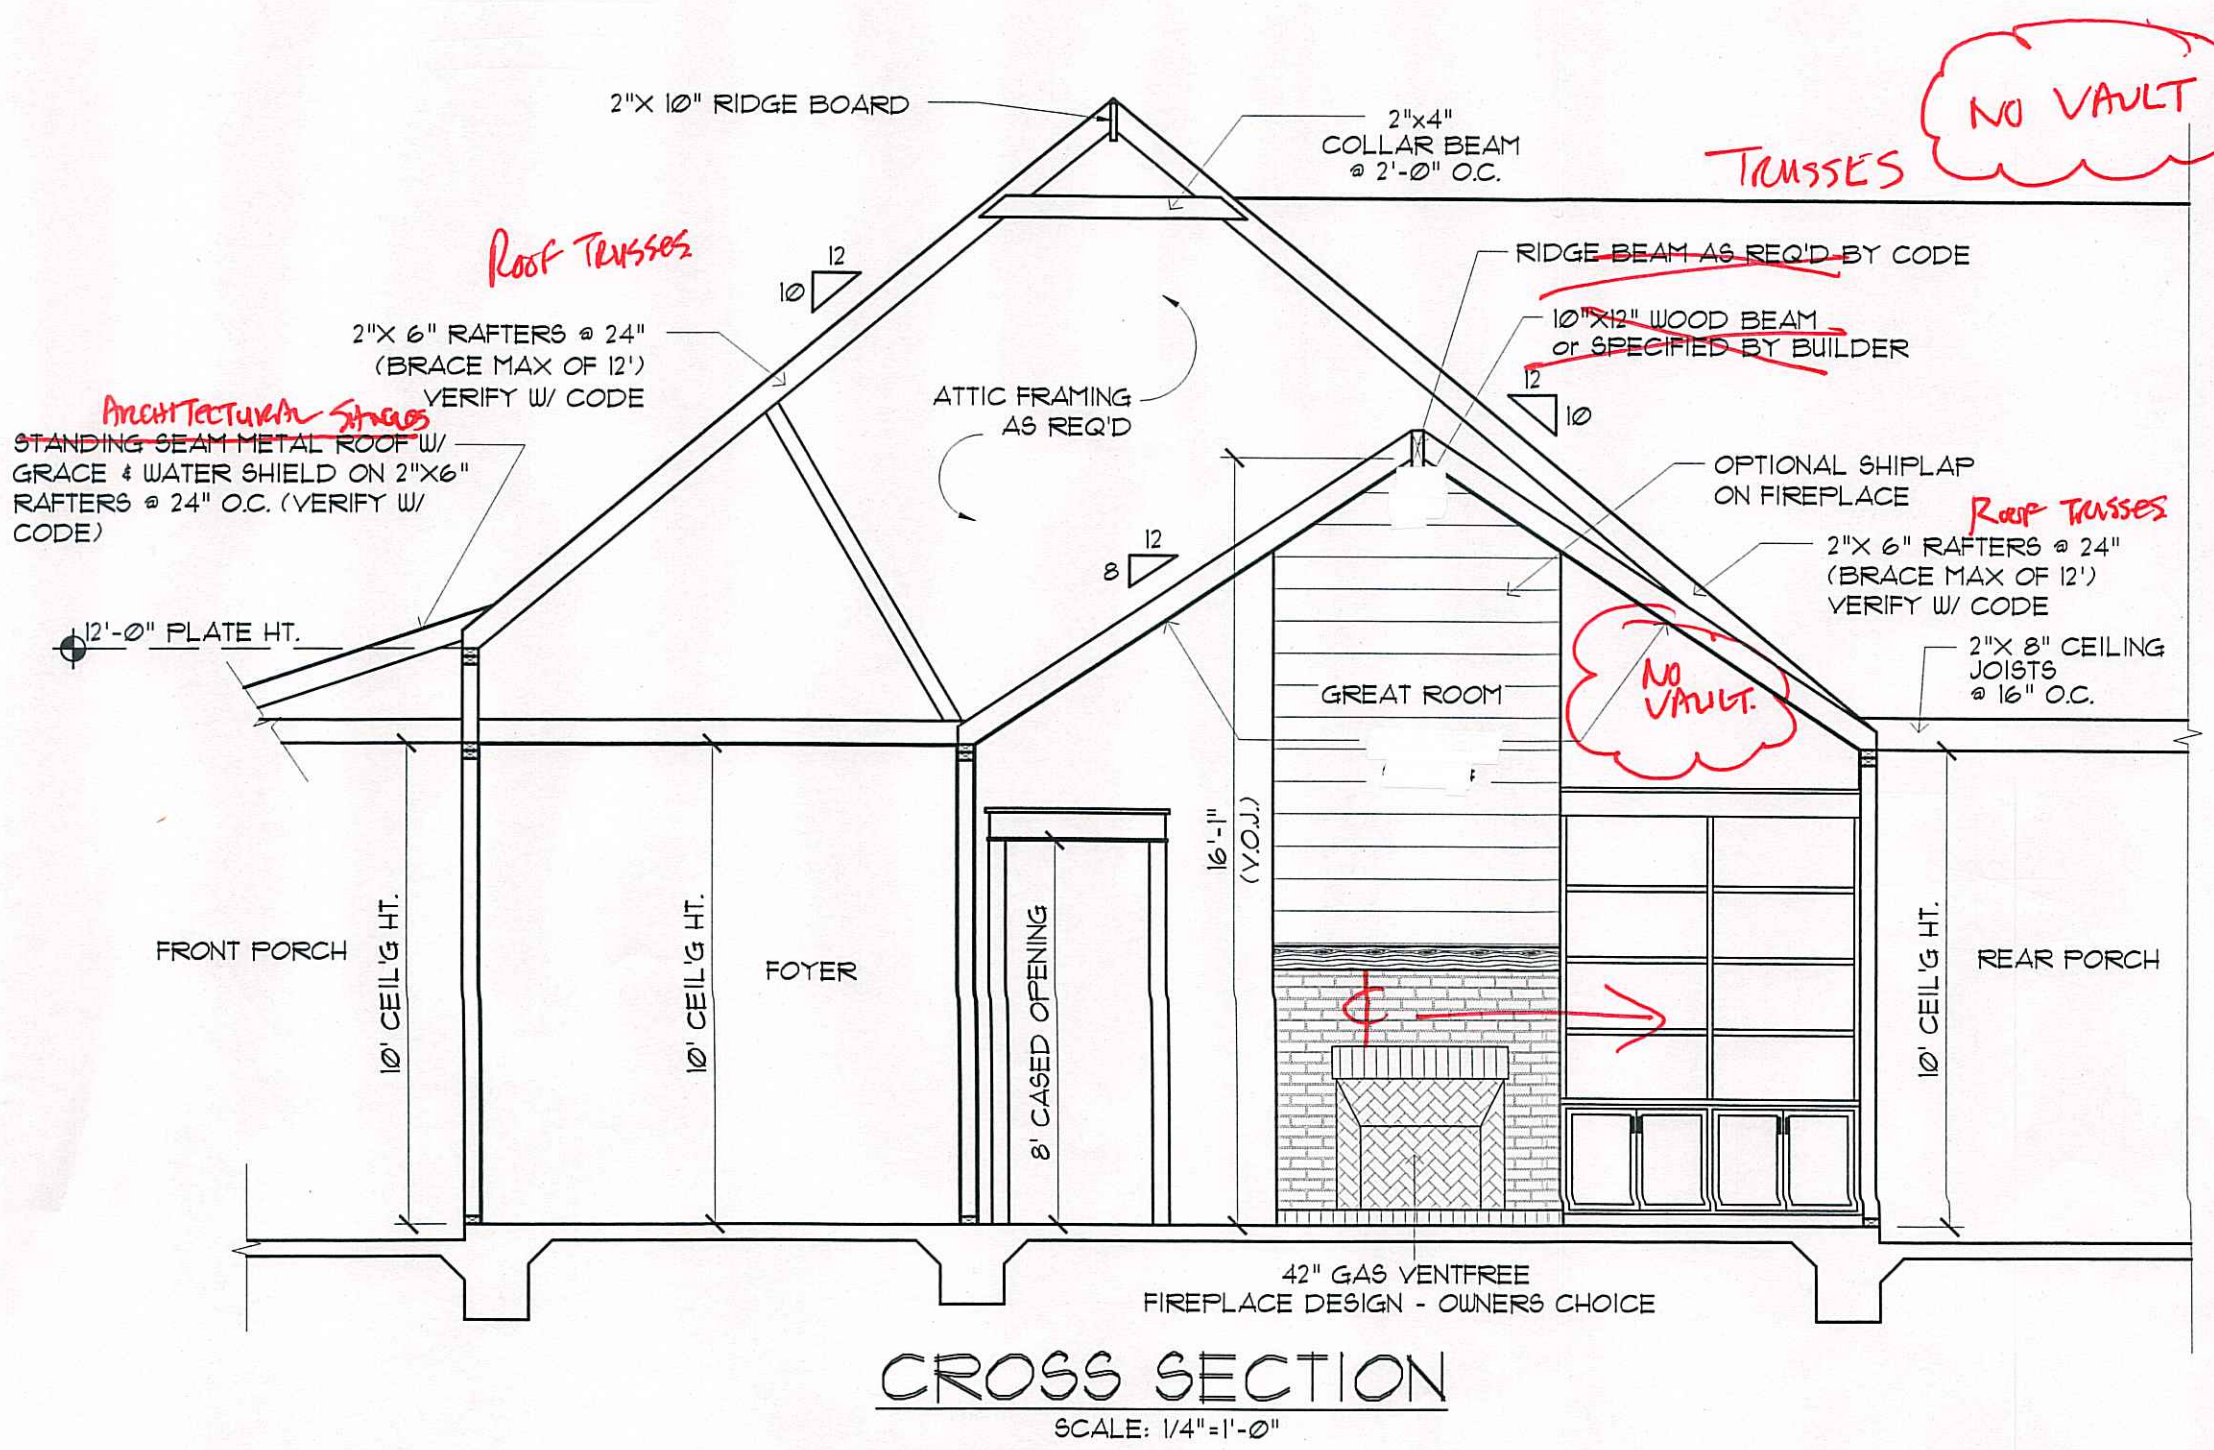 NO VAULT
TRUSSES
2"X 10" RIDGE BOARD
2"x4"
COLLAR BEAM
@ 2'-0" O.C.
Roof Trusses
12
10
RIDGE BEAM AS REQ'D BY CODE
10"X12" WOOD BEAM
or SPECIFIED BY BUILDER
2"X 6" RAFTERS @ 24"
(BRACE MAX OF 12')
VERIFY W/ CODE
ATTIC FRAMING
AS REQ'D
12
10
ARCHITECTURAL Shingles
STANDING SEAM METAL ROOF W/
GRACE & WATER SHIELD ON 2"X6"
RAFTERS @ 24" O.C. (VERIFY W/
CODE)
OPTIONAL SHIPLAP
ON FIREPLACE
Roof TRUSSES
2"X 6" RAFTERS @ 24"
(BRACE MAX OF 12')
VERIFY W/ CODE
12
8
12'-0" PLATE HT.
2"X 8" CEILING
JOISTS
@ 16" O.C.
NO
VAULT.
GREAT ROOM
16'-1"
(V.O.J.)
FRONT PORCH
10' CEIL'G HT.
10' CEIL'G HT.
FOYER
8' CASED OPENING
10' CEIL'G HT.
REAR PORCH
42" GAS VENTFREE
FIREPLACE DESIGN - OWNERS CHOICE
CROSS SECTION
SCALE: 1/4"=1'-0"